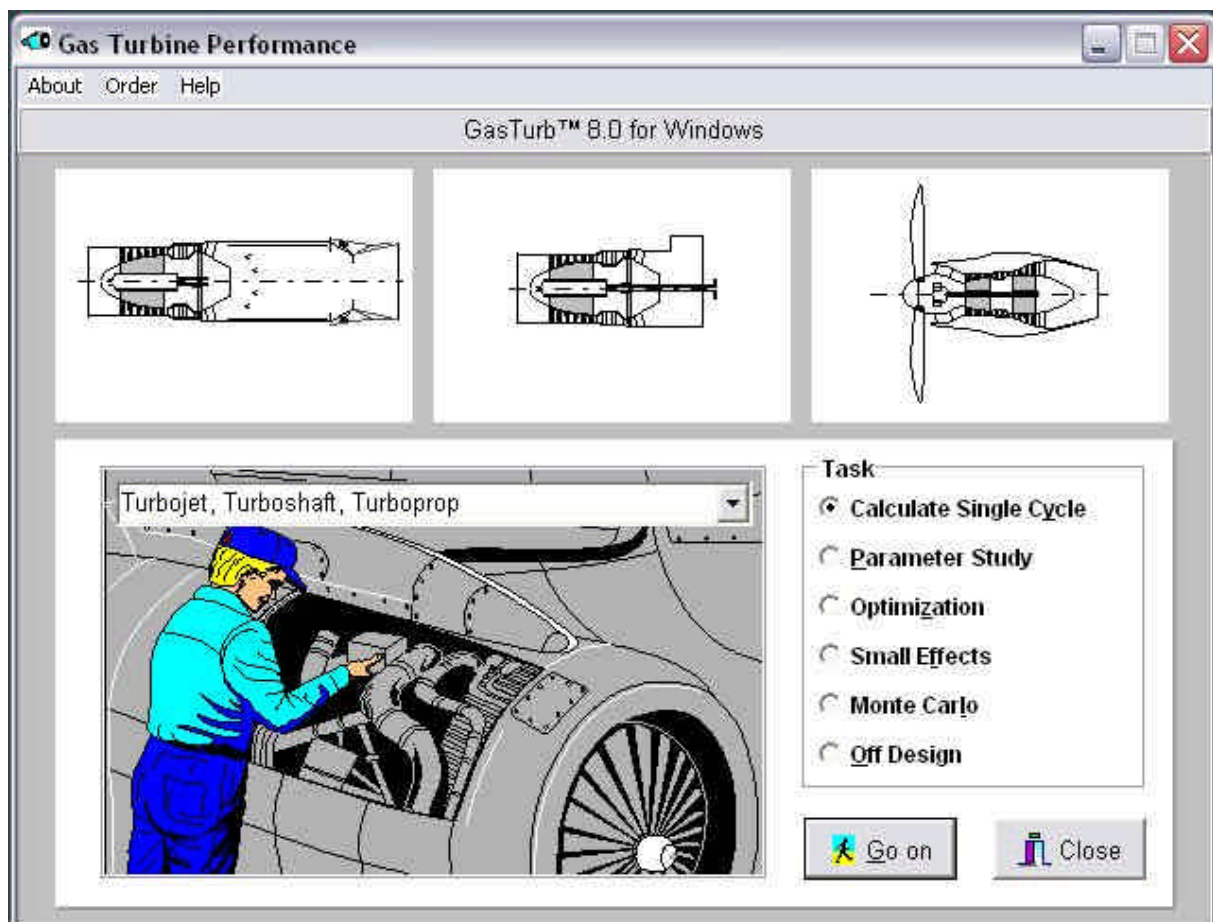 Gas Turbine Performance
About Order Help
GasTurb™ 8.0 for Windows
Turbojet, Turboshaft, Turboprop
Task
Calculate Single Cycle
Parameter Study
Optimization
Small Effects
Monte Carlo
Off Design
Go on
Close